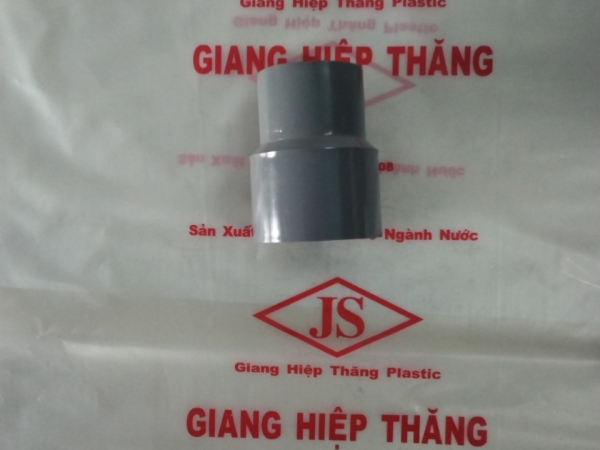 Giang Hiệp Thăng Plastic
GIANG HIỆP THĂNG
Sản Xuất Ngành Nước
JS
Giang Hiệp Thăng Plastic
GIANG HIỆP THĂNG